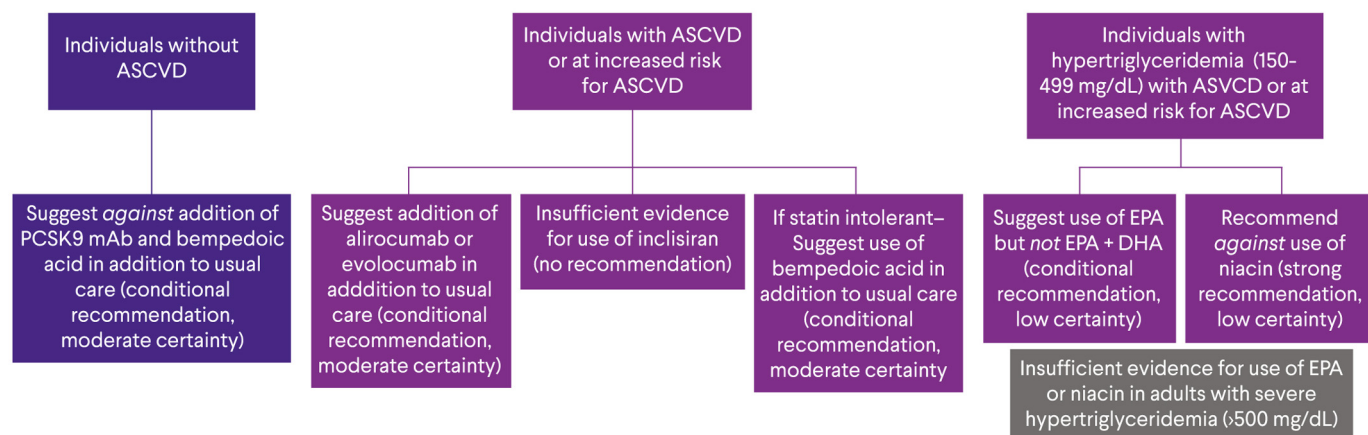 Individuals without
ASCVD
Individuals with ASCVD
or at increased risk
for ASCVD
Individuals with
hypertriglyceridemia (150-
499 mg/dL) with ASVCD or at
increased risk for ASCVD
Suggest against addition of
PCSK9 mAb and bempedoic
acid in addition to usual
care (conditional
recommendation,
moderate certainty)
Suggest addition of
alirocumab or
evolocumab in
adddition to usual
care (conditional
recommendation,
moderate certainty)
Insufficient evidence
for use of inclisiran
(no recommendation)
If statin intolerant–
Suggest use of
bempedoic acid in
addition to usual care
(conditional
recommendation,
moderate certainty
Suggest use of EPA
but not EPA + DHA
(conditional
recommendation,
low certainty)
Recommend
against use of
niacin (strong
recommendation,
low certainty)
Insufficient evidence for use of EPA
or niacin in adults with severe
hypertriglyceridemia (›500 mg/dL)